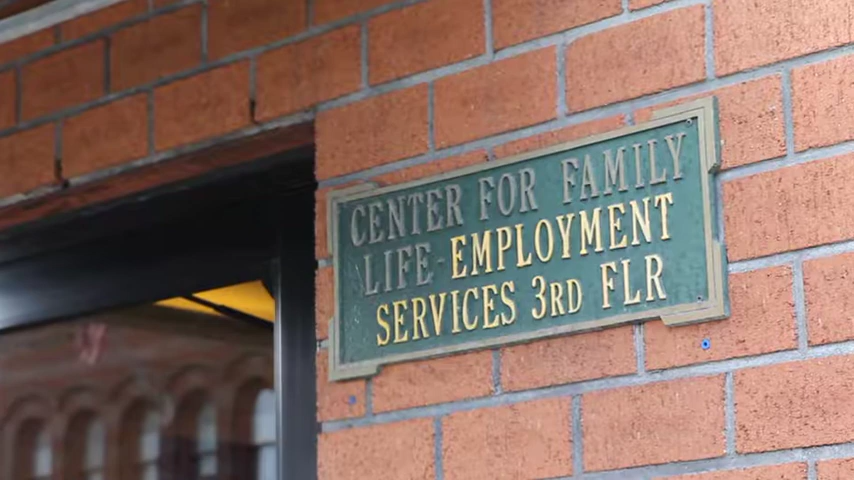 CENTER FOR FAMILY
LIFE-EMPLOYMENT
SERVICES 3RD FLR